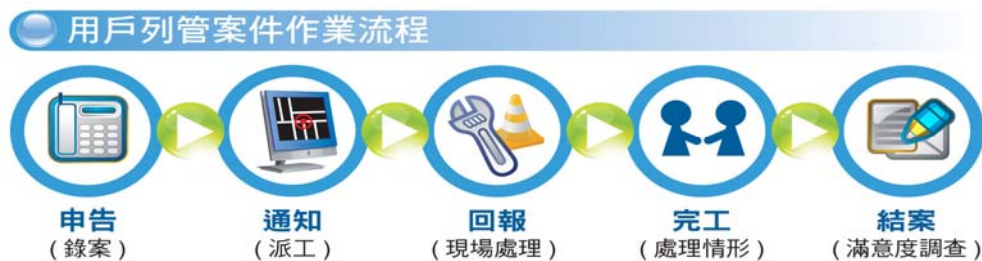 用戶列管案件作業流程
申告 通知 回報 完工 結案
(錄案) (派工) (現場處理) (處理情形) (滿意度調查)